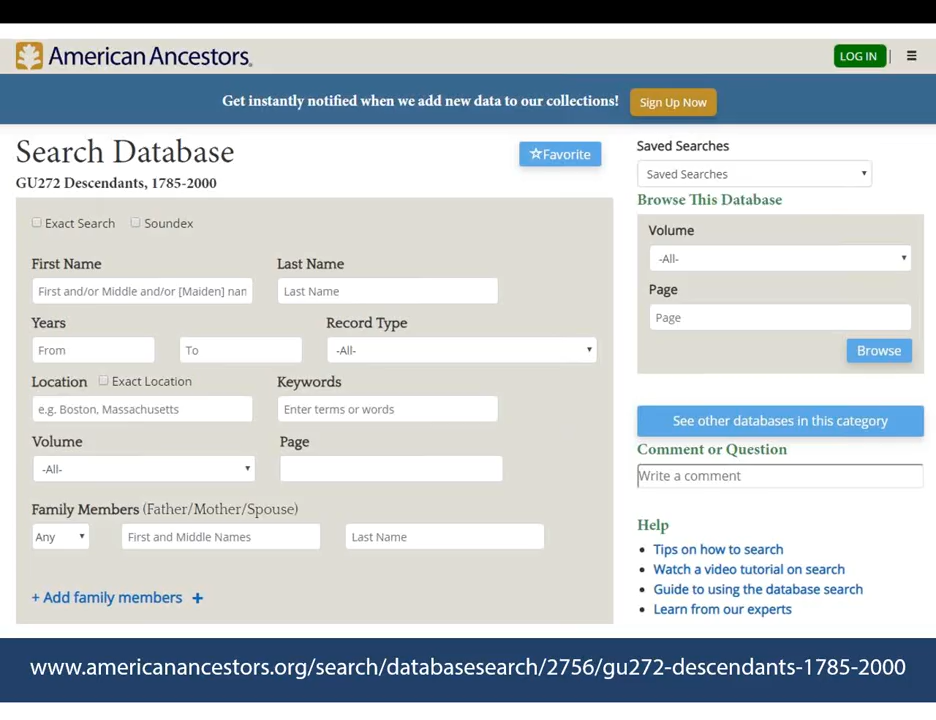 American Ancestors®
LOG IN
Get instantly notified when we add new data to our collections! Sign Up Now
Search Database
☆Favorite
GU272 Descendants, 1785-2000
Exact Search Soundex
First Name Last Name
First and/or Middle and/or [Maiden] nan Last Name
Years Record Type
From To -All-
Location Exact Location Keywords
e.g. Boston, Massachusetts Enter terms or words
Volume Page
-All-
Family Members (Father/Mother/Spouse)
Any First and Middle Names Last Name
+ Add family members +
Saved Searches
Saved Searches
Browse This Database
Volume
-All-
Page
Page
Browse
See other databases in this category
Comment or Question
Write a comment
Help
• Tips on how to search
• Watch a video tutorial on search
• Guide to using the database search
• Learn from our experts
www.americanancestors.org/search/databasesearch/2756/gu272-descendants-1785-2000